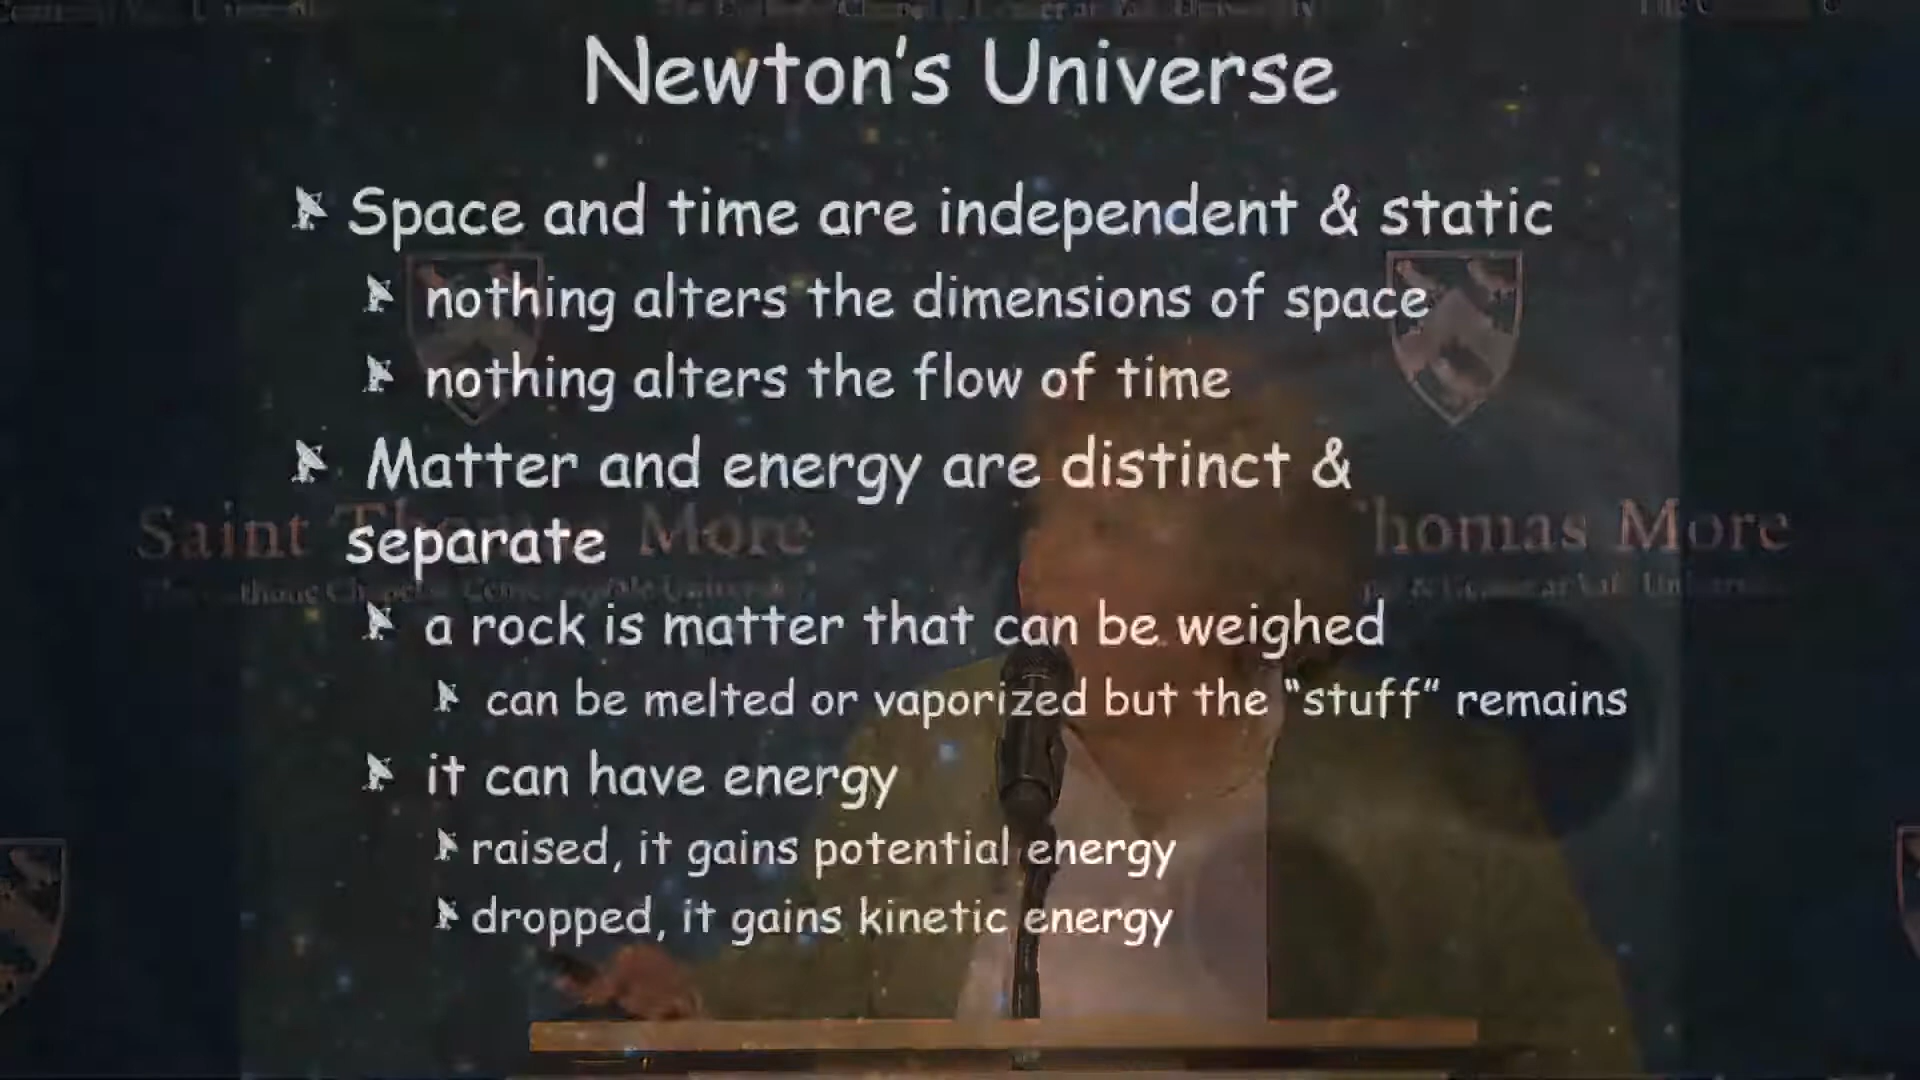 Newton's Universe
Space and time are independent & static
nothing alters the dimensions of space
nothing alters the flow of time
Matter and energy are distinct &
separate
Saint More
Thomas More
a rock is matter that can be weighed
can be melted or vaporized but the "stuff" remains
it can have energy
raised, it gains potential energy
dropped, it gains kinetic energy